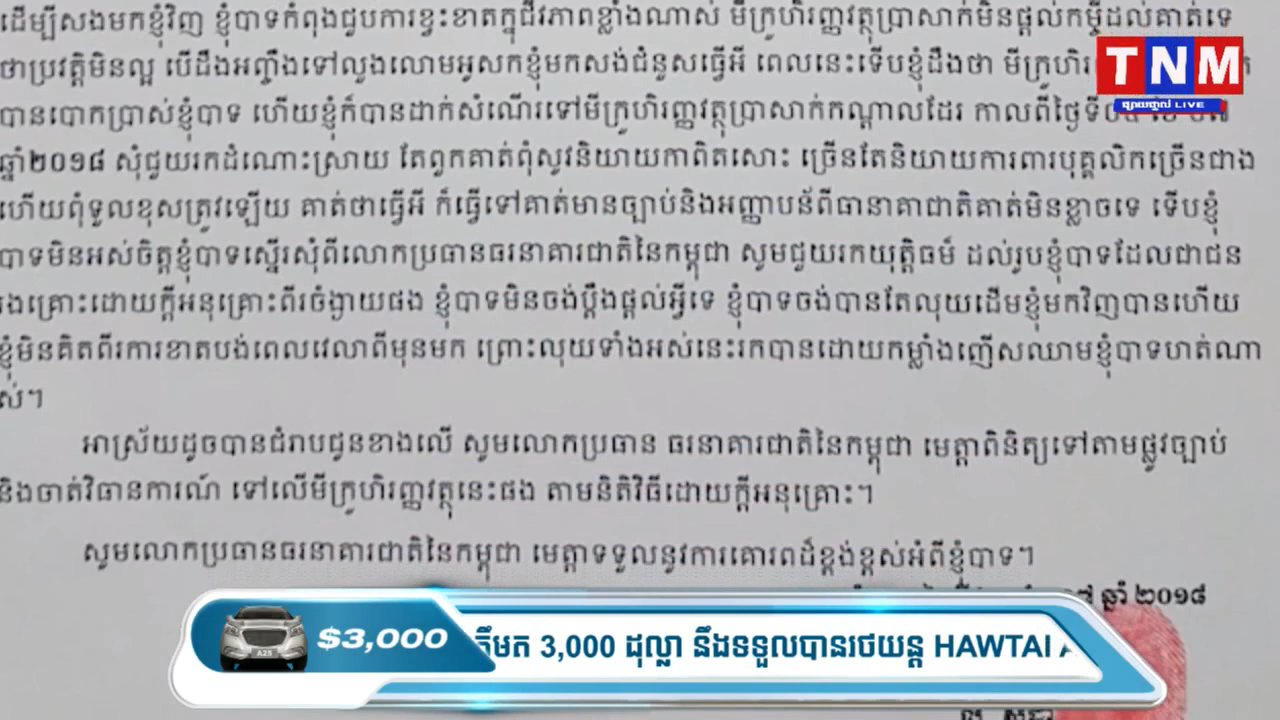 ដើម្បីសងមកខ្ញុំវិញ ខ្ញុំបាទកំពុងជួបការខ្វះខាតក្នុជីវភាពខ្លាំងណាស់ មីក្រូហិរញ្ញវត្ថុប្រាសាក់មិនផ្តល់កម្ចីដល់គាត់ទេ
ថាប្រវត្តិមិនល្អ បើដឹងអញ្ចឹងទៅលួងលោមអូសកខ្ញុំមកសង់ជំនួសធ្វើអី ពេលនេះទើបខ្ញុំដឹងថា មីក្រូហិរ
បានបោកប្រាស់ខ្ញុំបាទ ហើយខ្ញុំក៏បានដាក់សំណើរទៅមីក្រូហិរញ្ញវត្ថុប្រាសាក់កណ្តាលដែរ កាលពីថ្ងៃទី
ឆ្នាំ២០១៨ សុំជួយរកដំណោះស្រាយ តែពួកគាត់ពុំសូវនិយាយកាពិតសោះ ច្រើនតែនិយាយការពារបុគ្គលិកច្រើនជាង
ហើយពុំទូលខុសត្រូវឡើយ គាត់ថាធ្វើអី ក៏ធ្វើទៅគាត់មានច្បាប់និងអញ្ញាបន័ពីធានាគាជាតិគាត់មិនខ្លាចទេ ទើបខ្ញុំ
បាទមិនអស់ចិត្តខ្ញុំបាទស្នើរសុំពីលោកប្រធានធរនាគារជាតិនៃកម្ពុជា សូមជួយរកយុត្តិធម៌ ដល់រូបខ្ញុំបាទដែលជាជន
រងគ្រោះដោយក្តីអនុគ្រោះពីរចំងាយផង ខ្ញុំបាទមិនចង់ប្តឹងផ្តល់អ្វីទេ ខ្ញុំបាទចង់បានតែលុយដើមខ្ញុំមកវិញបានហើយ
ខ្ញុំមិនគិតពីរការខាតបង់ពេលវេលាពីមុនមក ព្រោះលុយទាំងអស់នេះរកបានដោយកម្លាំងញើសឈាមខ្ញុំបាទហត់ណា
ស់។
អាស្រ័យដូចបានជំរាបជូនខាងលើ សូមលោកប្រធាន ធរនាគារជាតិនៃកម្ពុជា មេត្តាពិនិត្យទៅតាមផ្លូវច្បាប់
និងចាត់វិធានការណ៍ ទៅលើមីក្រូហិរញ្ញវត្ថុនេះផង តាមនិតិវិធីដោយក្តីអនុគ្រោះ។
សូមលោកប្រធានធរនាគារជាតិនៃកម្ពុជា មេត្តាទទួលនូវការគោរពដ៏ខ្ពង់ខ្ពស់អំពីខ្ញុំបាទ។
ឆ្នាំ ២០១៨
TNM
ផ្សាយផ្ទាល់ LIVE
A25
$3,000
ត្រឹមត 3,000 ដុល្លា នឹងទទួលបានរថយន្ត HAWTAI